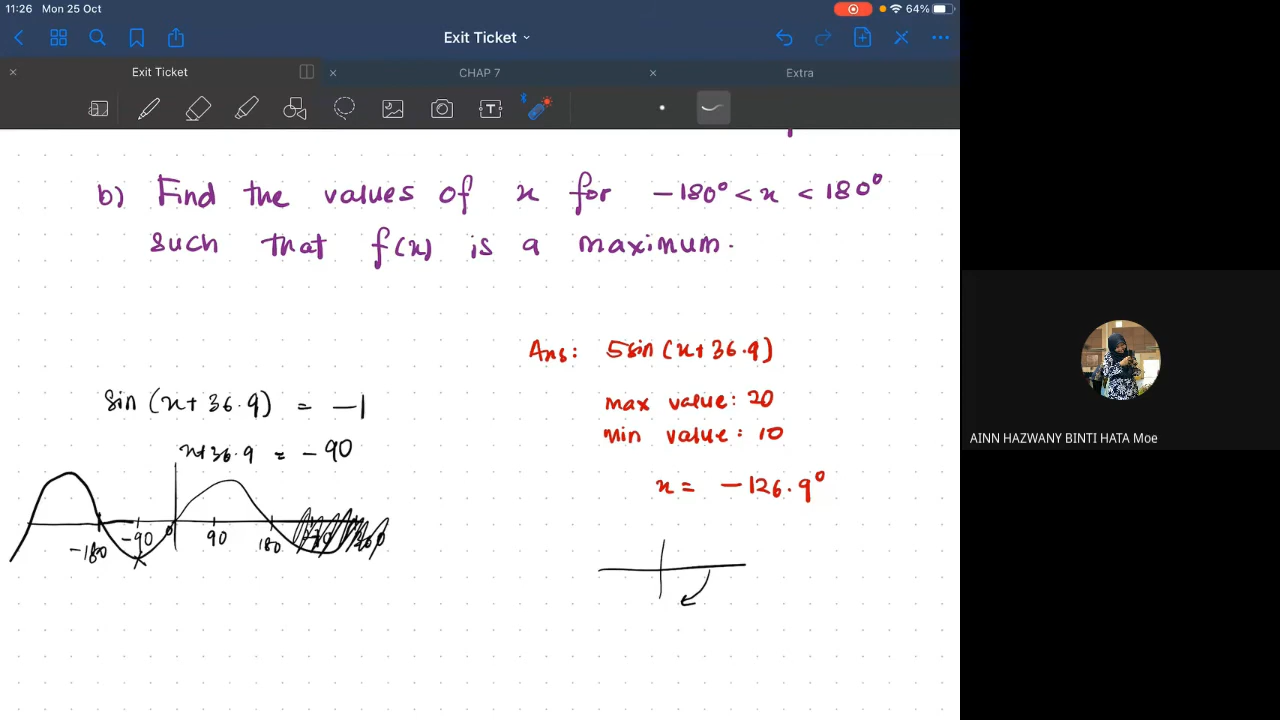 11:26 Mon 25 Oct
64%
Exit Ticket
Exit Ticket
CHAP 7
Extra
b) Find the values of x for -180° < x < 180°
such that f(x) is a maximum.
Ans: 5sin(x+36.9)
max value: 20
min value: 10
x = -126.9°
sin (x+36.9) = -1
x+36.9 = -90
-180 -90 0 90 180
AINN HAZWANY BINTI HATA Moe